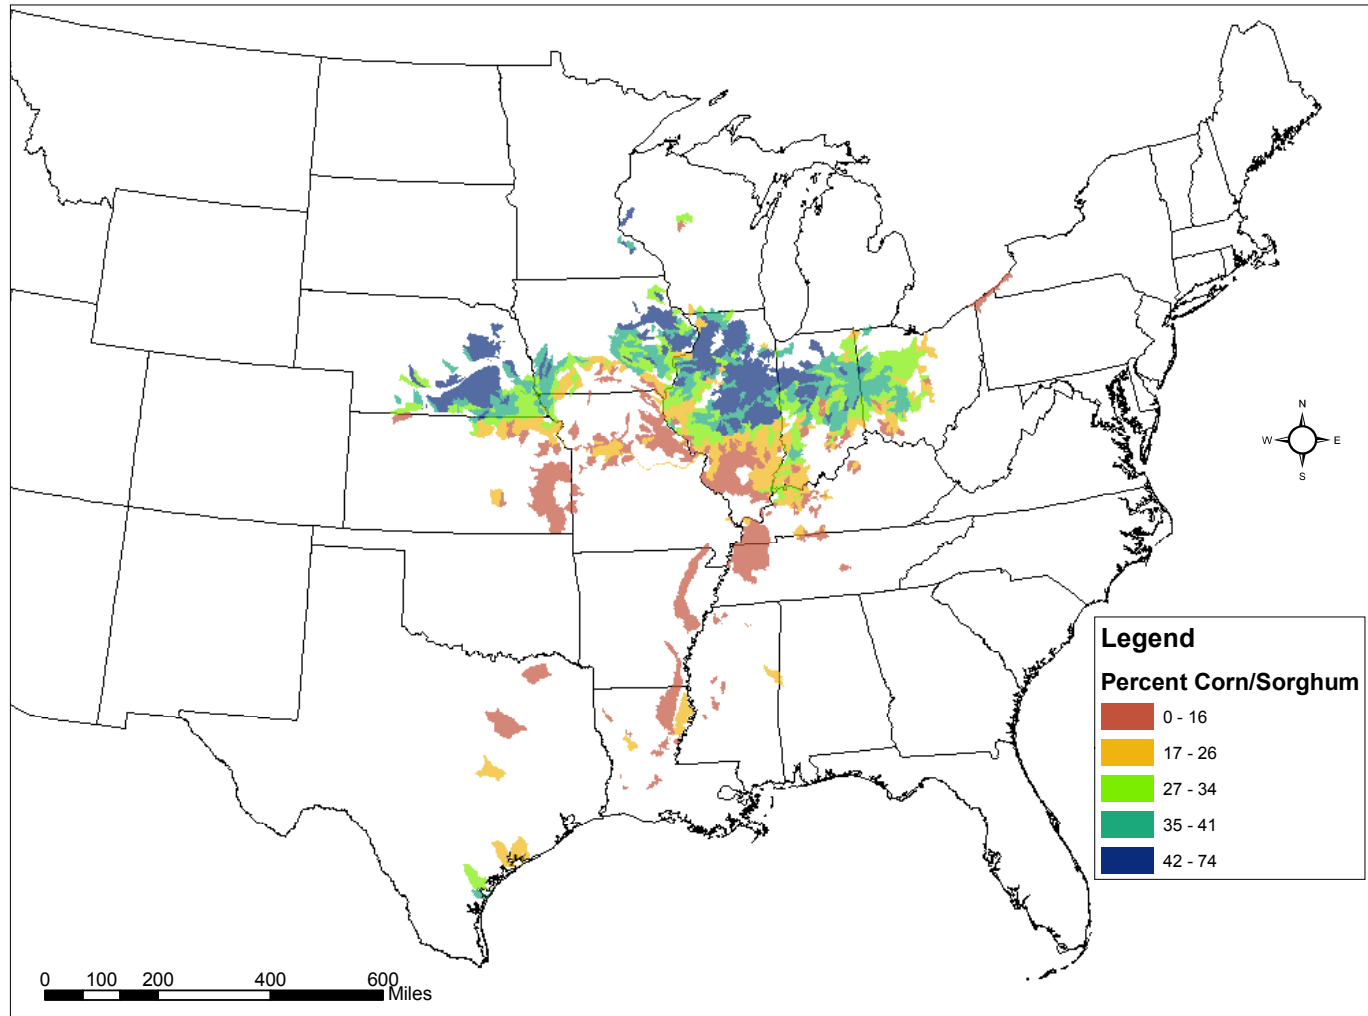 N
W E
S
Legend
Percent Corn/Sorghum
0 - 16
17 - 26
27 - 34
35 - 41
42 - 74
0 100 200 400 600
Miles